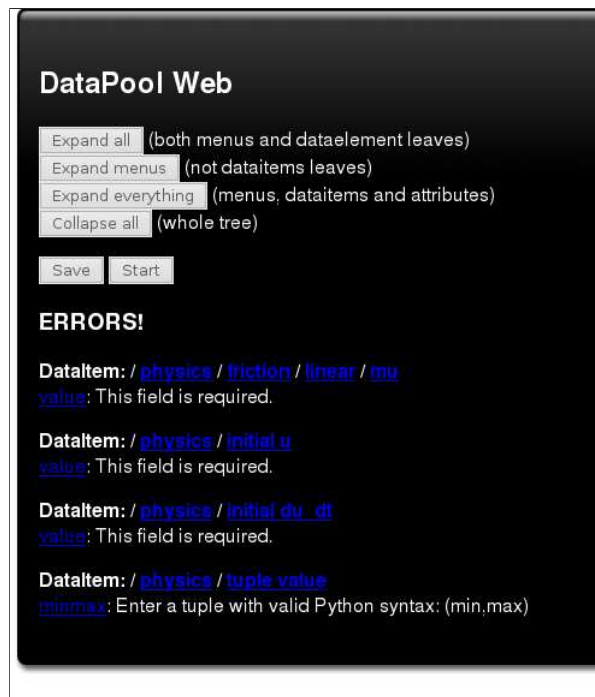 DataPool Web
Expand all (both menus and dataelement leaves)
Expand menus (not dataitems leaves)
Expand everything (menus, dataitems and attributes)
Collapse all (whole tree)
Save Start
ERRORS!
DataItem: / physics / friction / linear / mu
value: This field is required.
DataItem: / physics / initial u
value: This field is required.
DataItem: / physics / initial du_dt
value: This field is required.
DataItem: / physics / tuple value
minmax: Enter a tuple with valid Python syntax: (min,max)